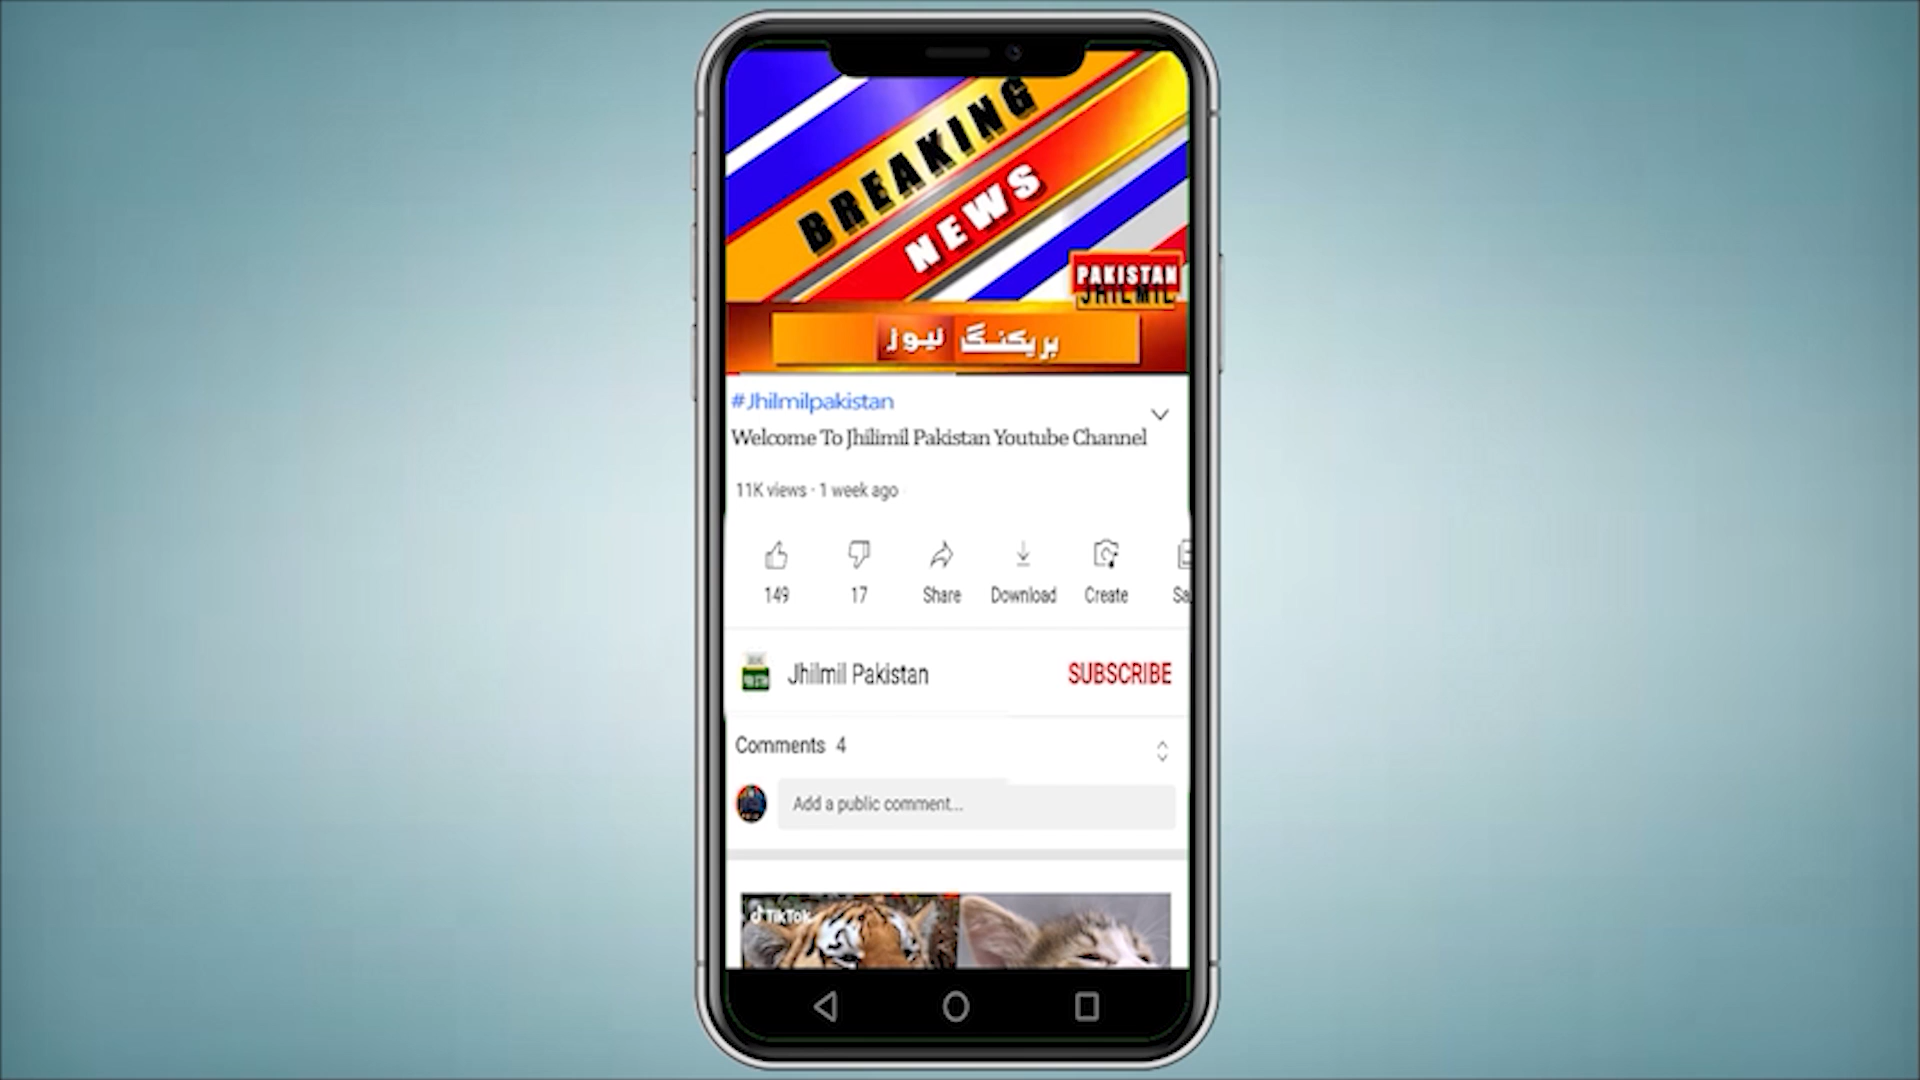 BREAKING
NEWS
PAKISTAN
JHILMIL
بریکنگ نیوز
#Jhilmilpakistan
Welcome To Jhilimil Pakistan Youtube Channel
11K views · 1 week ago
149 17 Share Download Create Sa
Jhilmil Pakistan SUBSCRIBE
Comments 4
Add a public comment...
TikTok